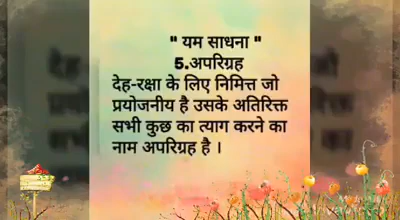 " यम साधना "
5.अपरिग्रह
देह-रक्षा के लिए निमित्त जो
प्रयोजनीय है उसके अतिरिक्त
सभी कुछ का त्याग करने का
नाम अपरिग्रह है ।